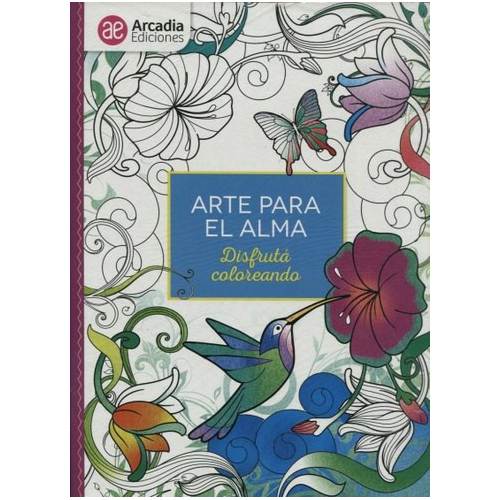 ae Arcadia
Ediciones
ARTE PARA
EL ALMA
Disfrutá
coloreando